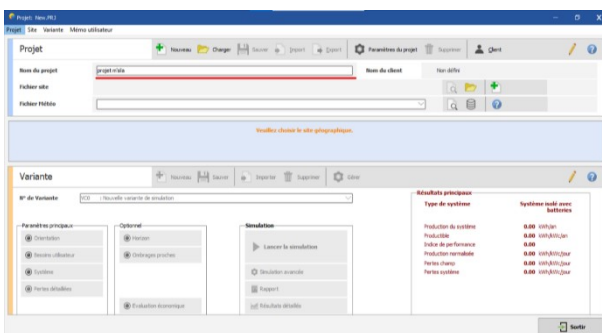 Projet: New.PRJ
Projet Site Variante Mémo utilisateur
Projet Nouveau Charger Sauver Import Export Paramètres du projet Supprimer Client
Nom du projet projet mila Nom du client Non défini
Fichier site
Fichier Météo
Veuillez choisir le site géographique.
Variante Nouveau Sauver Importer Supprimer Gérer
N° de Variante VC0 : Nouvelle variante de simulation
Résultats principaux
Type de système Système isolé avec batteries
Paramètres principaux Optionnel Simulation
Orientation Horizon Lancer la simulation
Besoins utilisateur Ombrages proches
Système Simulation avancée
Pertes détaillées Rapport
Evaluation économique Résultats détaillés
Production du système 0.00 kWh/an
Productible 0.00 kWh/kWc/an
Indice de performance 0.00
Production normalisée 0.00 kWh/kWc/jour
Pertes champ 0.00 kWh/kWc/jour
Pertes système 0.00 kWh/kWc/jour
Sortir